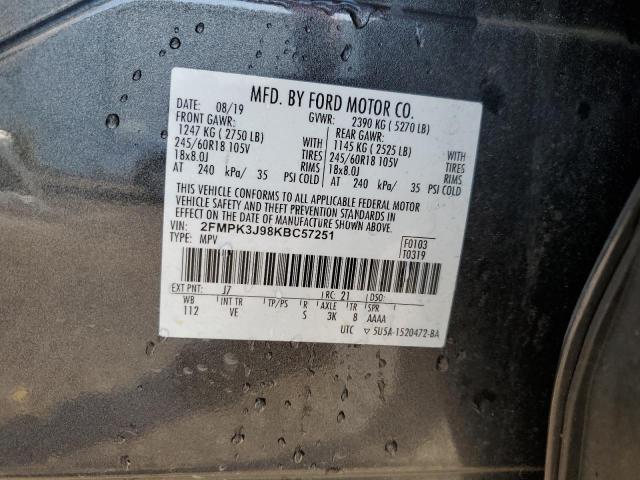 MFD. BY FORD MOTOR CO.
DATE: 08/19 GVWR: 2390 KG ( 5270 LB)
FRONT GAWR: REAR GAWR:
1247 KG ( 2750 LB) WITH 1145 KG ( 2525 LB) WITH
245/60R18 105V TIRES 245/60R18 105V TIRES
18x8.0J RIMS 18x8.0J RIMS
AT 240 kPa/ 35 PSI COLD AT 240 kPa/ 35 PSI COLD
THIS VEHICLE CONFORMS TO ALL APPLICABLE FEDERAL MOTOR
VEHICLE SAFETY AND THEFT PREVENTION STANDARDS IN
EFFECT ON THE DATE OF MANUFACTURE SHOWN ABOVE.
VIN: 2FMPK3J98KBC57251 F0103
TYPE: MPV T0319
EXT PNT: J7 RC: 21 DSO:
WB INT TR TP/PS R AXLE TR SPR
112 VE S 3K 8 AAAA
UTC ▽ 5U5A-1520472-BA